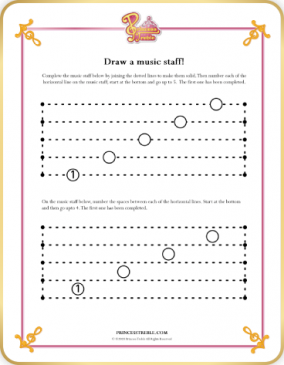 Draw a music staff!
Complete the music staff below by joining the dotted lines to make them solid. Then number each of the
horizontal line on the music staff, start at the bottom and go up to 5. The first one has been completed.
1
On the music staff below, number the spaces between each of the horizontal lines. Start at the bottom
and then go upto 4. The first one has been completed.
1
PRINCESSTREBLE.COM